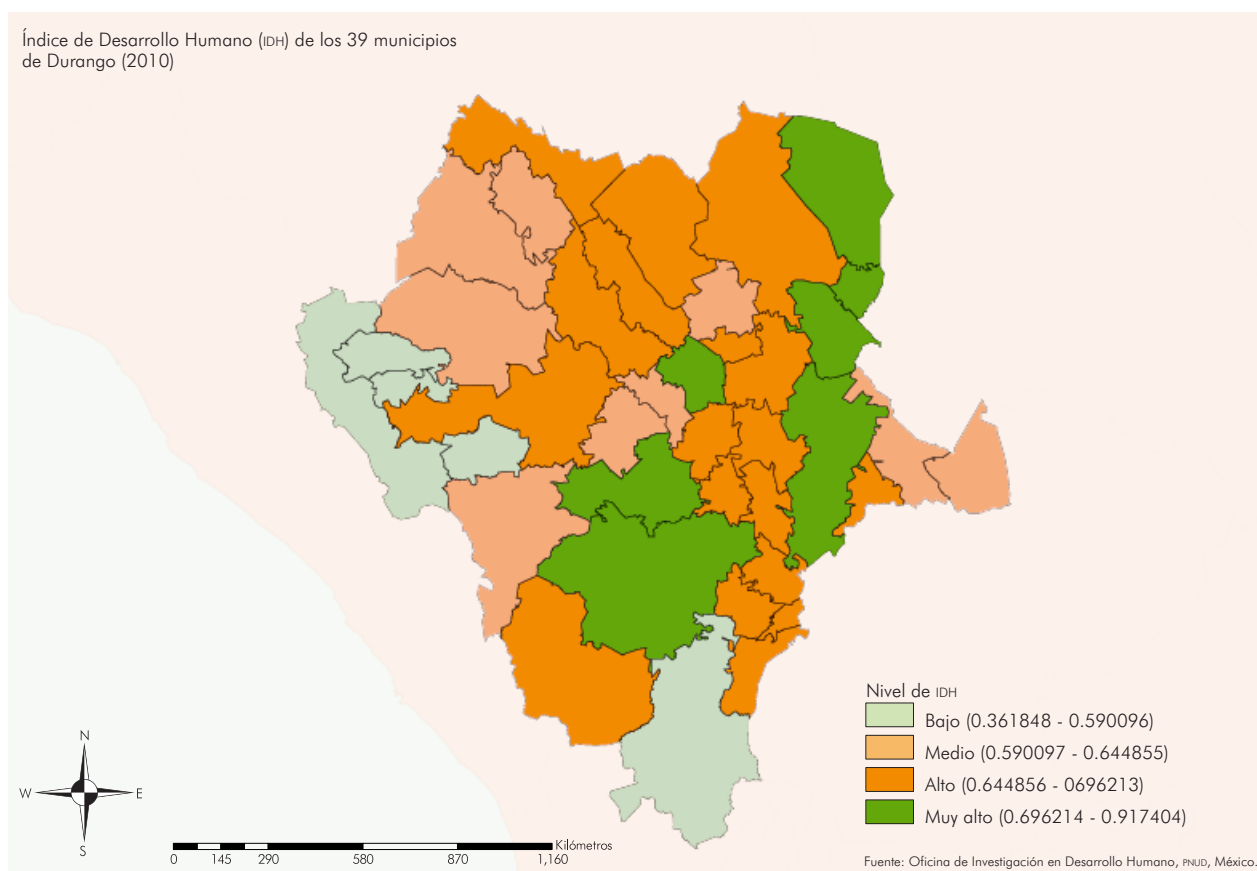 Índice de Desarrollo Humano (IDH) de los 39 municipios
de Durango (2010)
Nivel de IDH
Bajo (0.361848 - 0.590096)
Medio (0.590097 - 0.644855)
Alto (0.644856 - 0696213)
Muy alto (0.696214 - 0.917404)
N
W
E
S
Kilómetros
0 145 290 580 870 1,160
Fuente: Oficina de Investigación en Desarrollo Humano, PNUD, México.